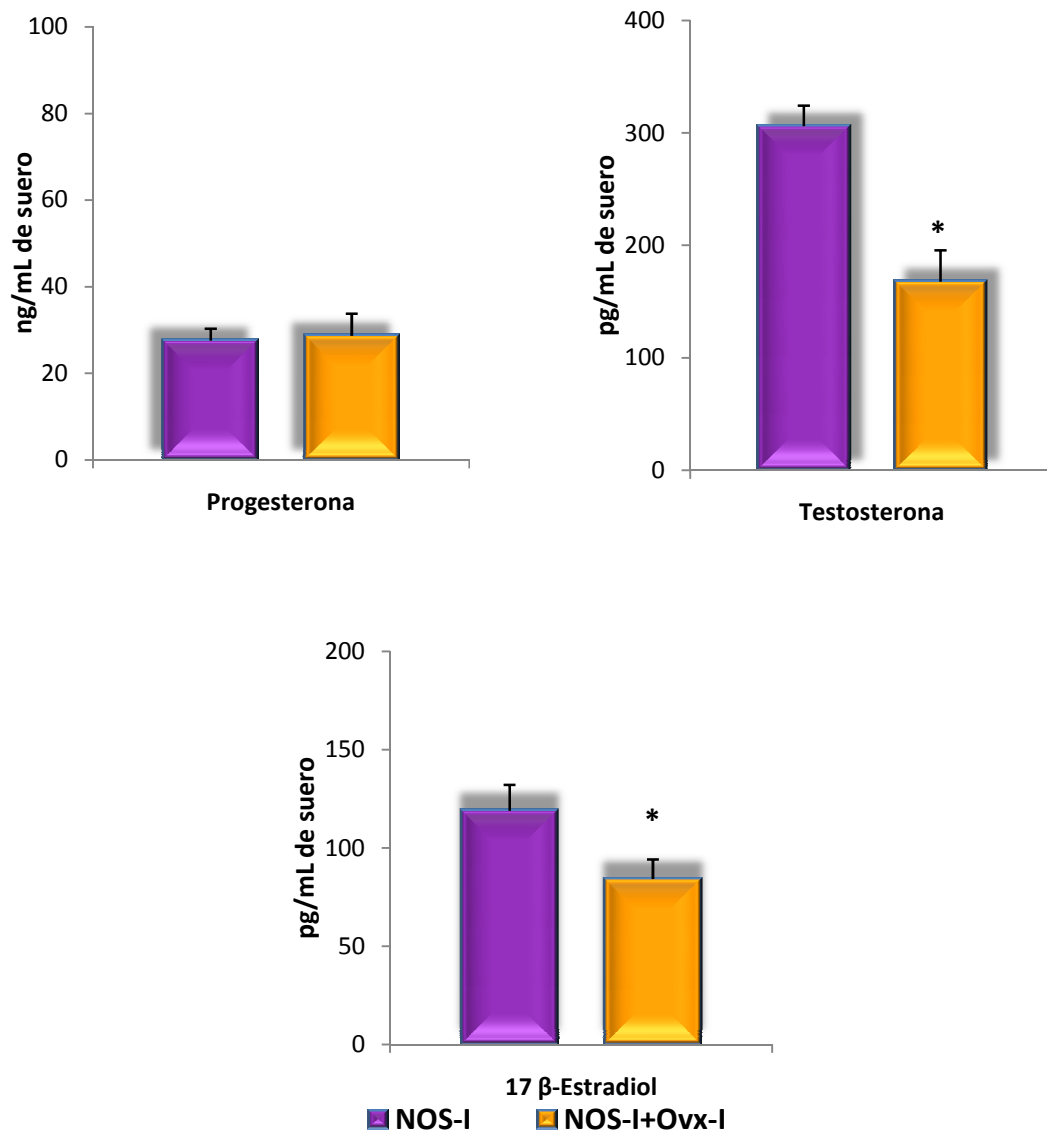 100
80
60
40
20
0
ng/mL de suero
Progesterona
400
300
200
100
0
pg/mL de suero
*
Testosterona
200
150
100
50
0
pg/mL de suero
*
17 β-Estradiol
NOS-I NOS-I+Ovx-I